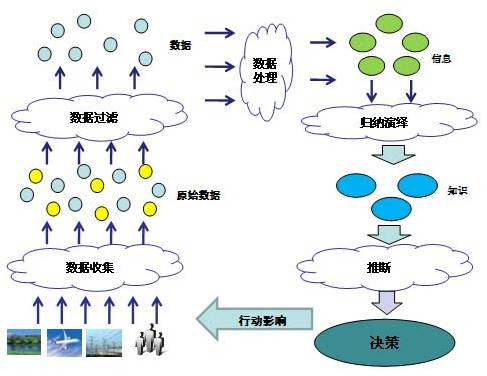 数据
数据
处理
信息
数据过滤
归纳演绎
原始数据
知识
数据收集
推断
行动影响
决策